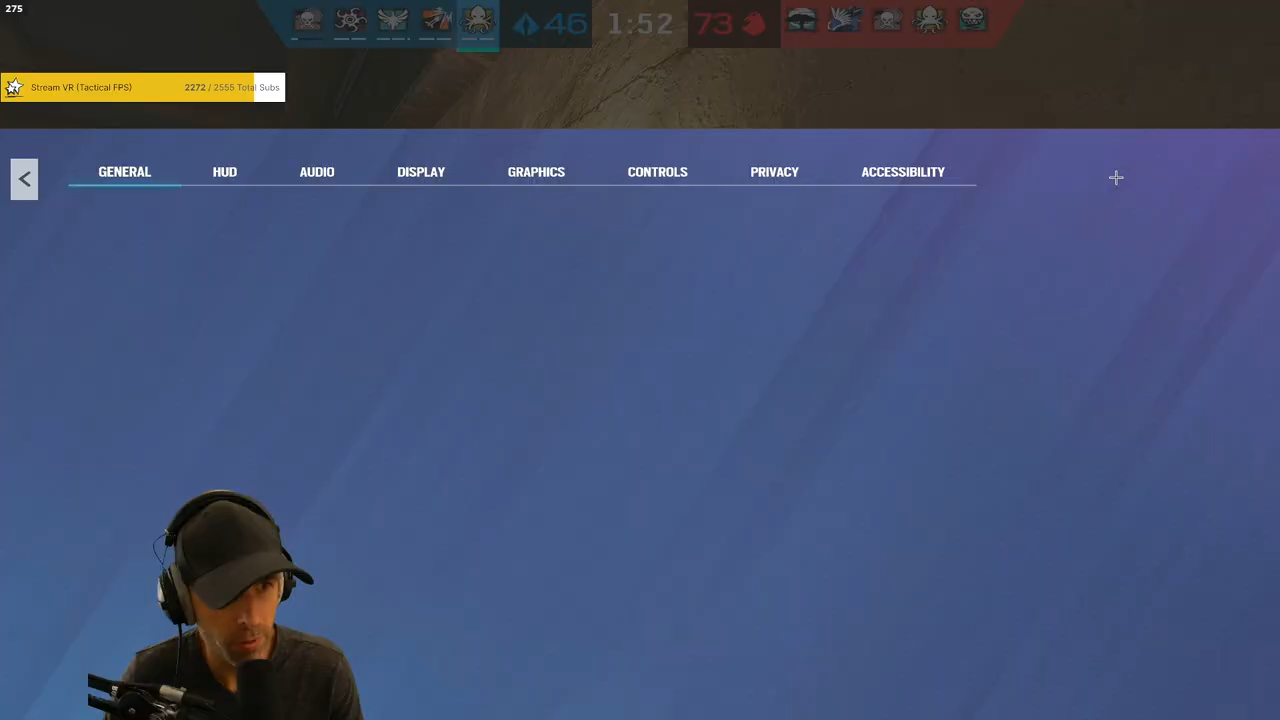 275
46 1:52 73
Stream VR (Tactical FPS) 2272 / 2555 Total Subs
< GENERAL HUD AUDIO DISPLAY GRAPHICS CONTROLS PRIVACY ACCESSIBILITY